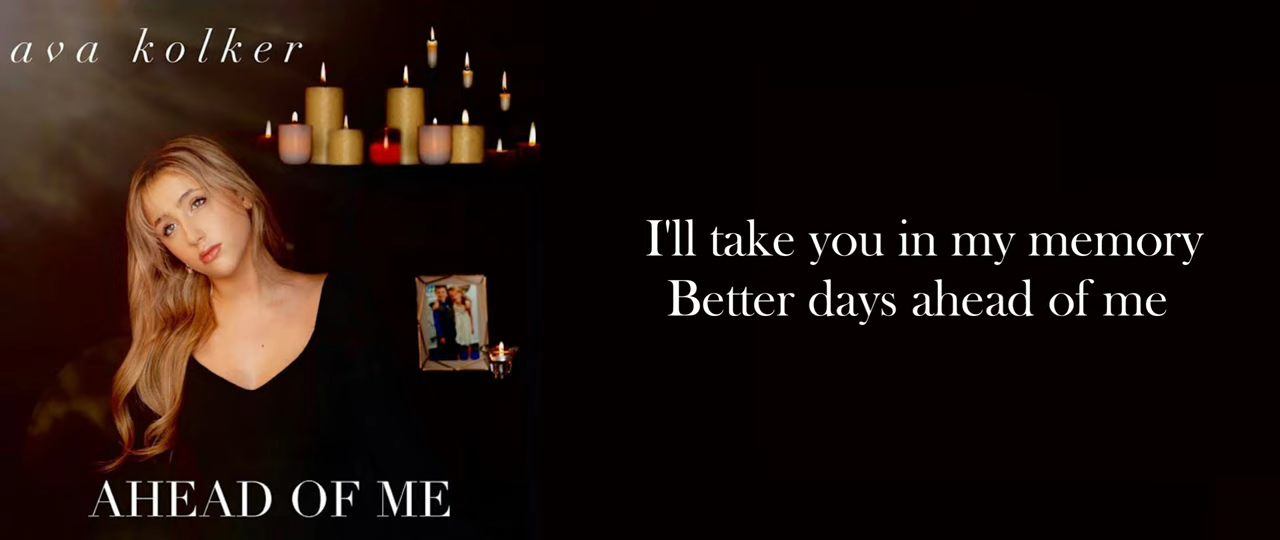 ava kolker
AHEAD OF ME
I'll take you in my memory
Better days ahead of me